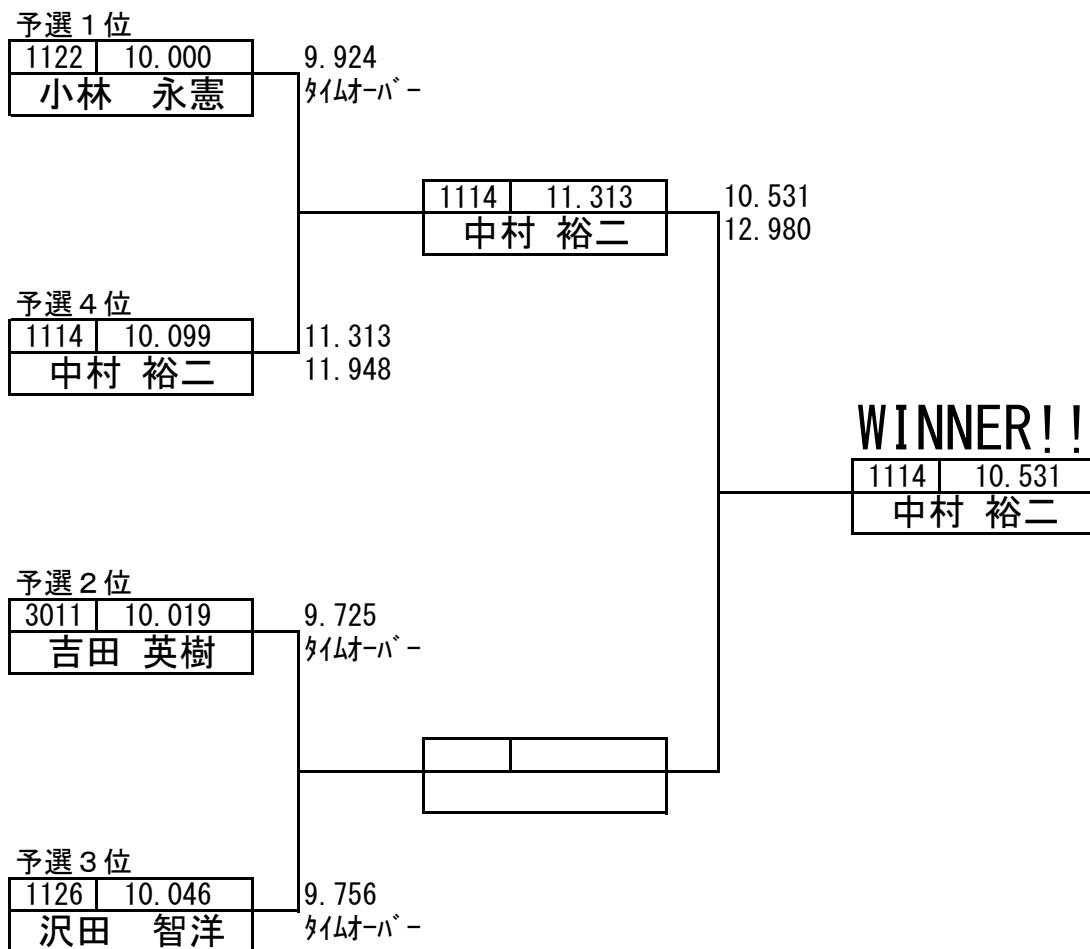 予選１位
1122 10.000
小林　永憲
9.924
ﾀｲﾑｵｰﾊﾞｰ
1114 11.313
中村 裕二
10.531
12.980
予選４位
1114 10.099
中村 裕二
11.313
11.948
WINNER!!
1114 10.531
中村 裕二
予選２位
3011 10.019
吉田 英樹
9.725
ﾀｲﾑｵｰﾊﾞｰ
予選３位
1126 10.046
沢田　智洋
9.756
ﾀｲﾑｵｰﾊﾞｰ